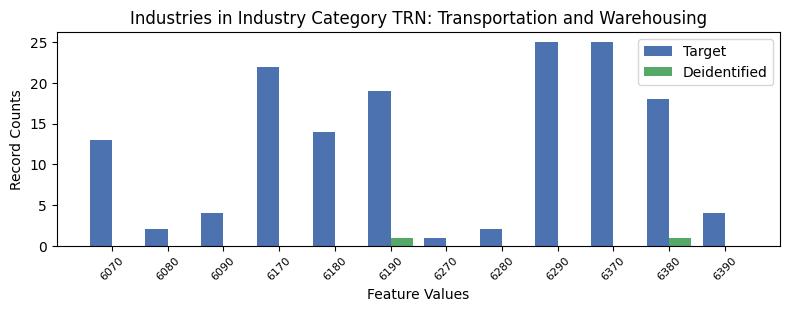 Industries in Industry Category TRN: Transportation and Warehousing
Target
Deidentified
Record Counts
25
20
15
10
5
0
6070 6080 6090 6170 6180 6190 6270 6280 6290 6370 6380 6390
Feature Values